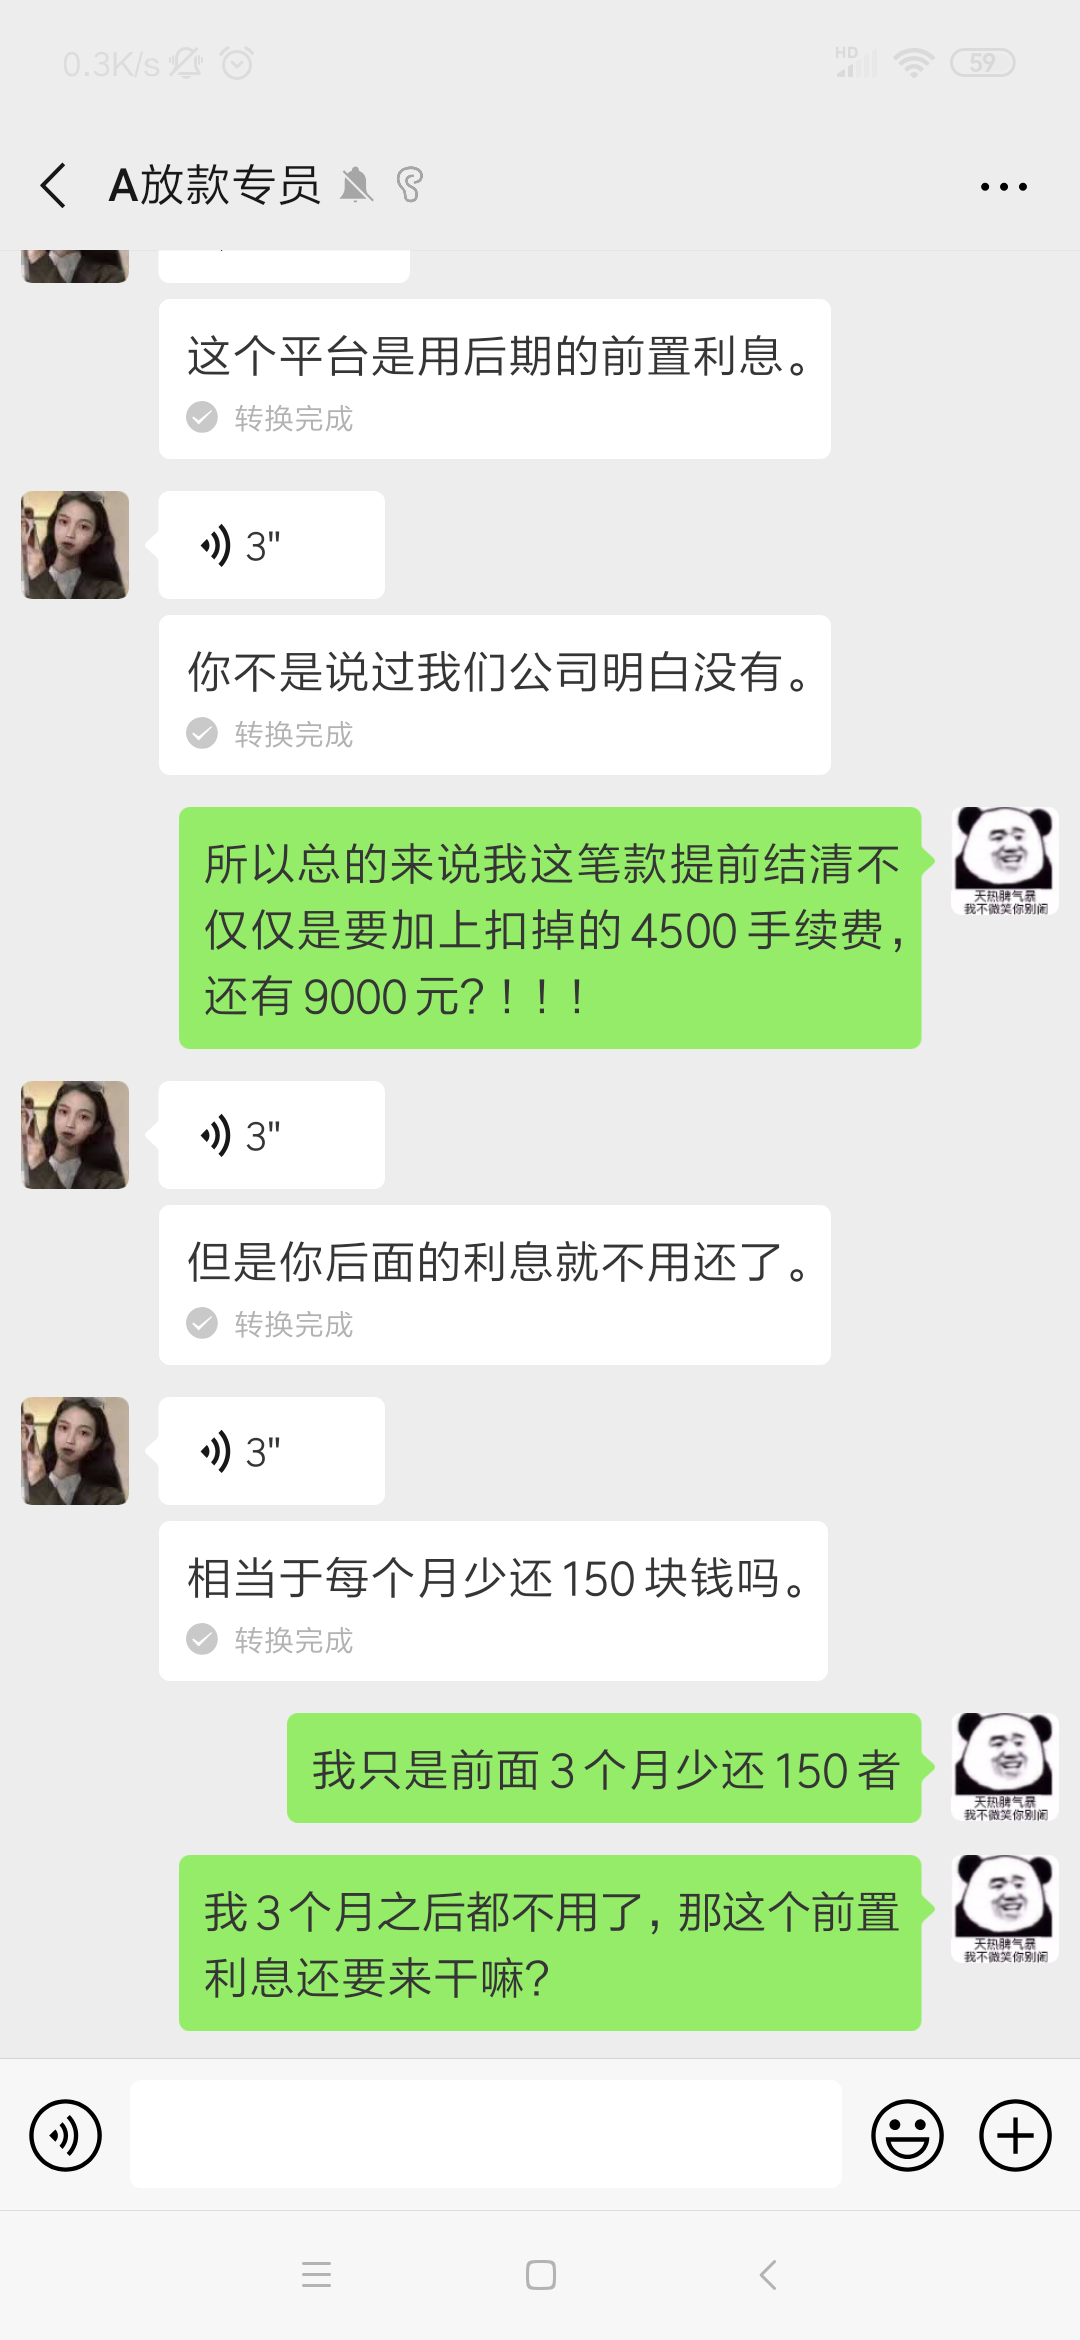 0.3K/s
HD
59
A放款专员
这个平台是用后期的前置利息。
转换完成
3"
你不是说过我们公司明白没有。
转换完成
所以总的来说我这笔款提前结清不
仅仅是要加上扣掉的4500手续费，
还有9000元?！！！
天热脾气暴
我不微笑你别闹
3"
但是你后面的利息就不用还了。
转换完成
3"
相当于每个月少还150块钱吗。
转换完成
我只是前面3个月少还150者
天热脾气暴
我不微笑你别闹
我3个月之后都不用了，那这个前置
利息还要来干嘛?
天热脾气暴
我不微笑你别闹